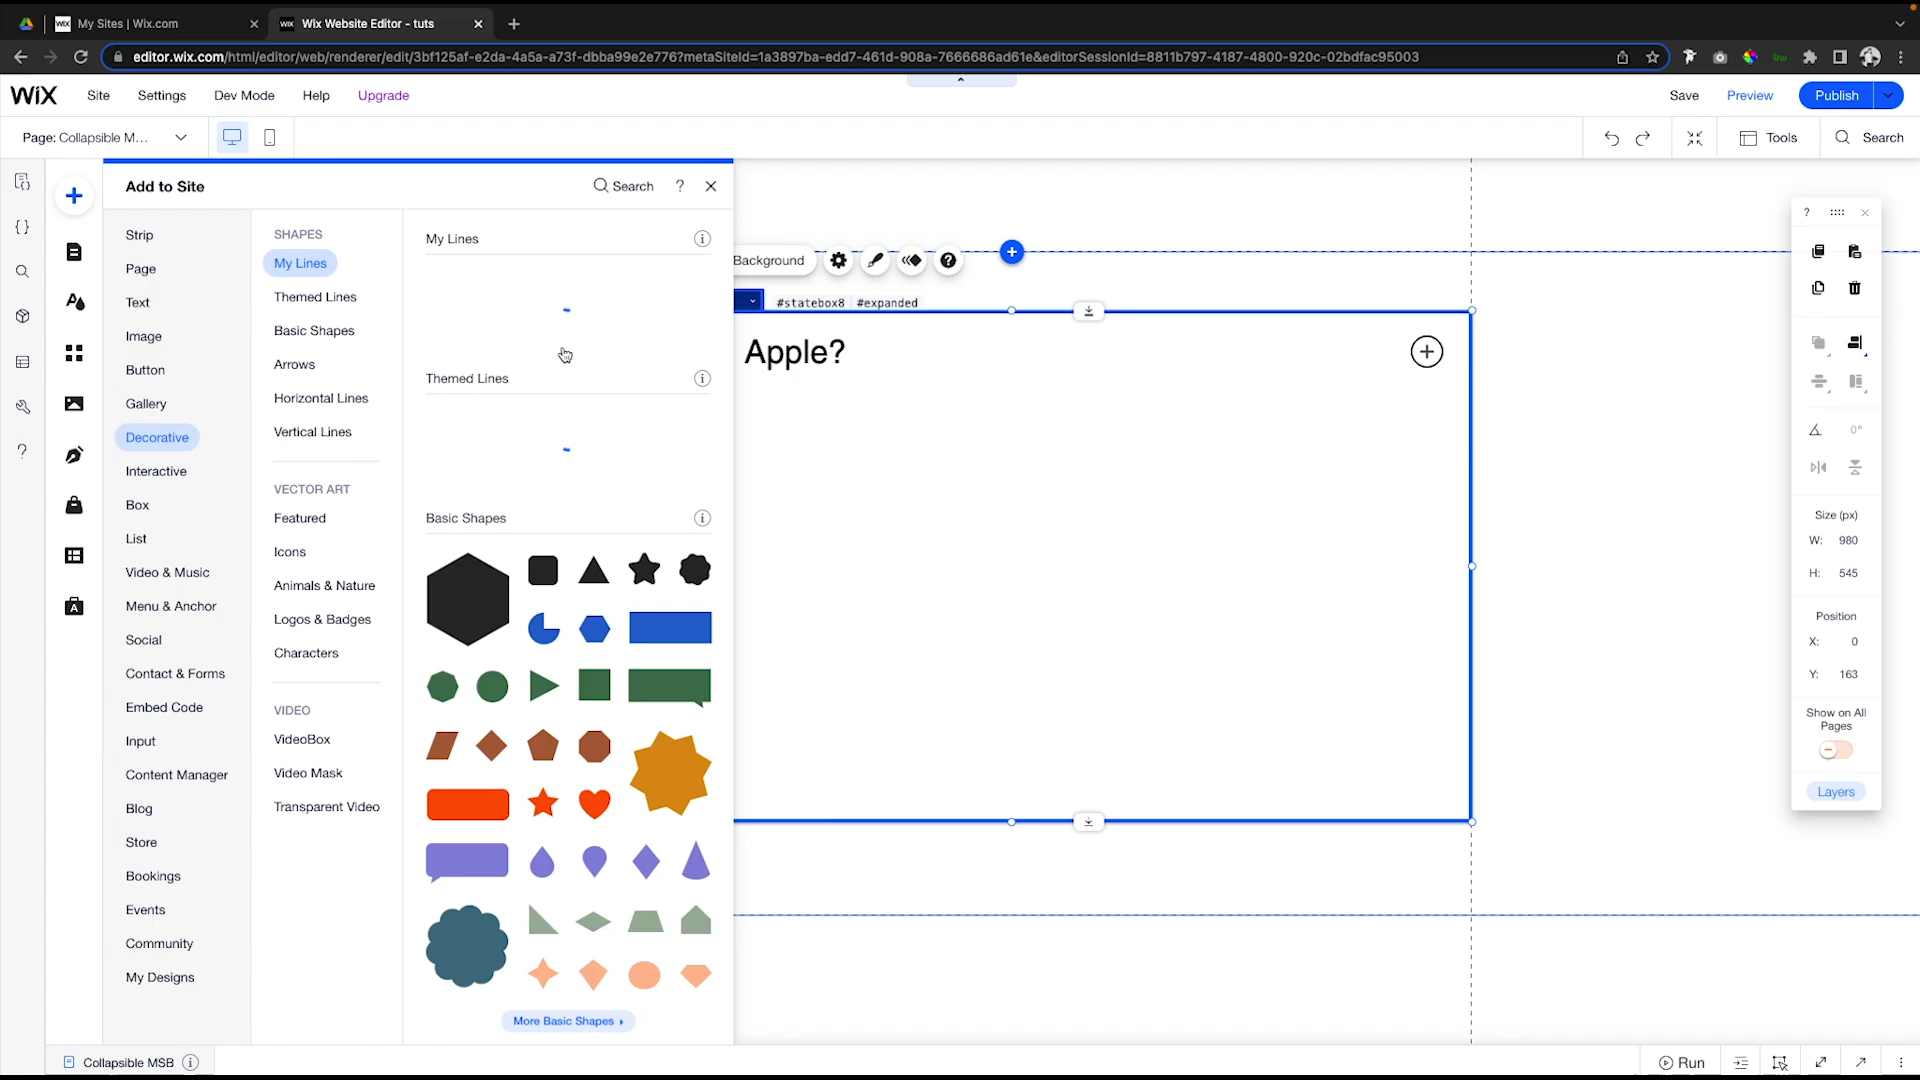 My Sites | Wix.com
Wix Website Editor - tuts
editor.wix.com/html/editor/web/renderer/edit/3bf125af-e2da-4a5a-a73f-dbba99e2e776?metaSiteId=1a3897ba-edd7-461d-908a-7666686ad61e&editorSessionId=8811b797-4187-4800-920c-02bdfac95003
WiX Site Settings Dev Mode Help Upgrade Save Preview Publish
Page: Collapsible M... Tools Search
Add to Site Search ?
Strip
Page
Text
Image
Button
Gallery
Decorative
Interactive
Box
List
Video & Music
Menu & Anchor
Social
Contact & Forms
Embed Code
Input
Content Manager
Blog
Store
Bookings
Events
Community
My Designs
SHAPES
My Lines
Themed Lines
Basic Shapes
Arrows
Horizontal Lines
Vertical Lines
VECTOR ART
Featured
Icons
Animals & Nature
Logos & Badges
Characters
VIDEO
VideoBox
Video Mask
Transparent Video
My Lines
Themed Lines
Basic Shapes
More Basic Shapes
Background
#statebox8 #expanded
Apple?
?
0°
Size (px)
W: 980
H: 545
Position
X: 0
Y: 163
Show on All
Pages
Layers
Collapsible MSB
Run